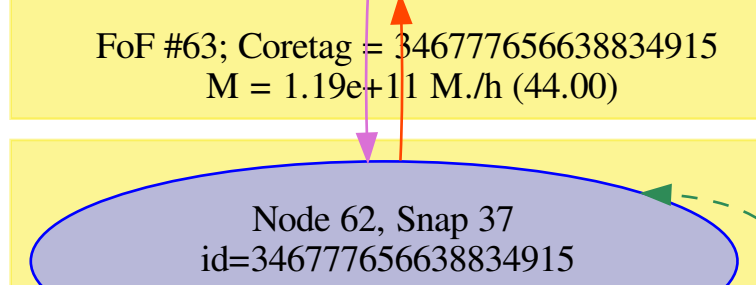 FoF #63; Coretag = 346777656638834915
M = 1.19e+11 M./h (44.00)
Node 62, Snap 37
id=346777656638834915